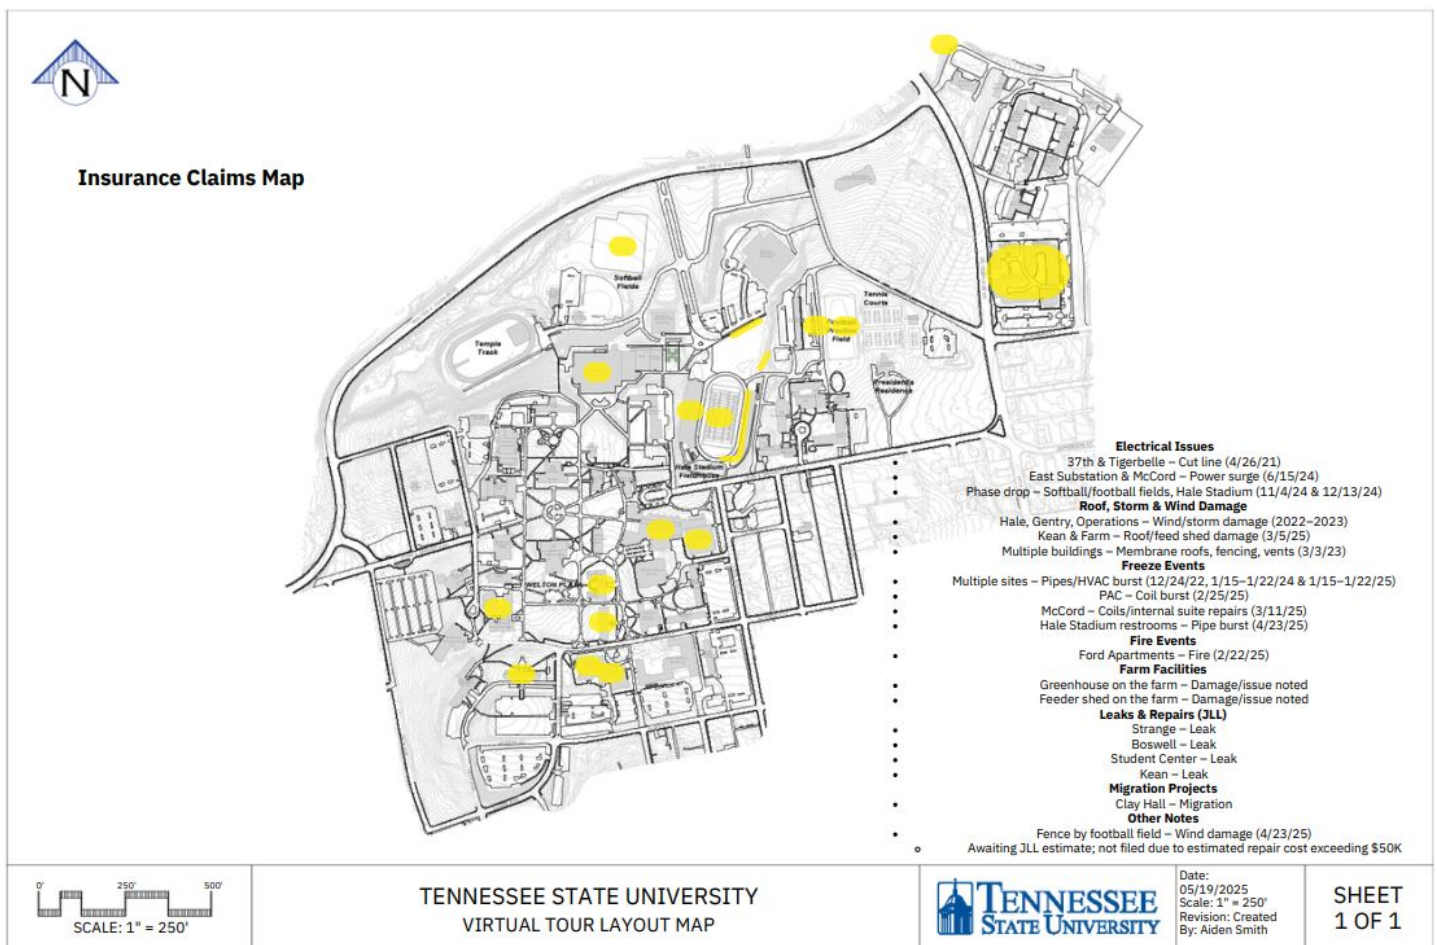 N
Insurance Claims Map
Softball
Fields
Tennis
Courts
Football
Practice
Field
Temple
Track
President's
Residence
Hale Stadium
Fieldhouse
WELTON PLAZA
Electrical Issues
• 37th & Tigerbelle – Cut line (4/26/21)
• East Substation & McCord – Power surge (6/15/24)
• Phase drop – Softball/football fields, Hale Stadium (11/4/24 & 12/13/24)
Roof, Storm & Wind Damage
• Hale, Gentry, Operations – Wind/storm damage (2022–2023)
• Kean & Farm – Roof/feed shed damage (3/5/25)
• Multiple buildings – Membrane roofs, fencing, vents (3/3/23)
Freeze Events
• Multiple sites – Pipes/HVAC burst (12/24/22, 1/15–1/22/24 & 1/15–1/22/25)
• PAC – Coil burst (2/25/25)
• McCord – Coils/internal suite repairs (3/11/25)
• Hale Stadium restrooms – Pipe burst (4/23/25)
Fire Events
• Ford Apartments – Fire (2/22/25)
Farm Facilities
• Greenhouse on the farm – Damage/issue noted
• Feeder shed on the farm – Damage/issue noted
Leaks & Repairs (JLL)
• Strange – Leak
• Boswell – Leak
• Student Center – Leak
• Kean – Leak
Migration Projects
• Clay Hall – Migration
Other Notes
• Fence by football field – Wind damage (4/23/25)
○ Awaiting JLL estimate; not filed due to estimated repair cost exceeding $50K
0' 250' 500'
SCALE: 1" = 250'
TENNESSEE STATE UNIVERSITY
VIRTUAL TOUR LAYOUT MAP
TENNESSEE
STATE UNIVERSITY
Date:
05/19/2025
Scale: 1" = 250'
Revision: Created
By: Aiden Smith
SHEET
1 OF 1